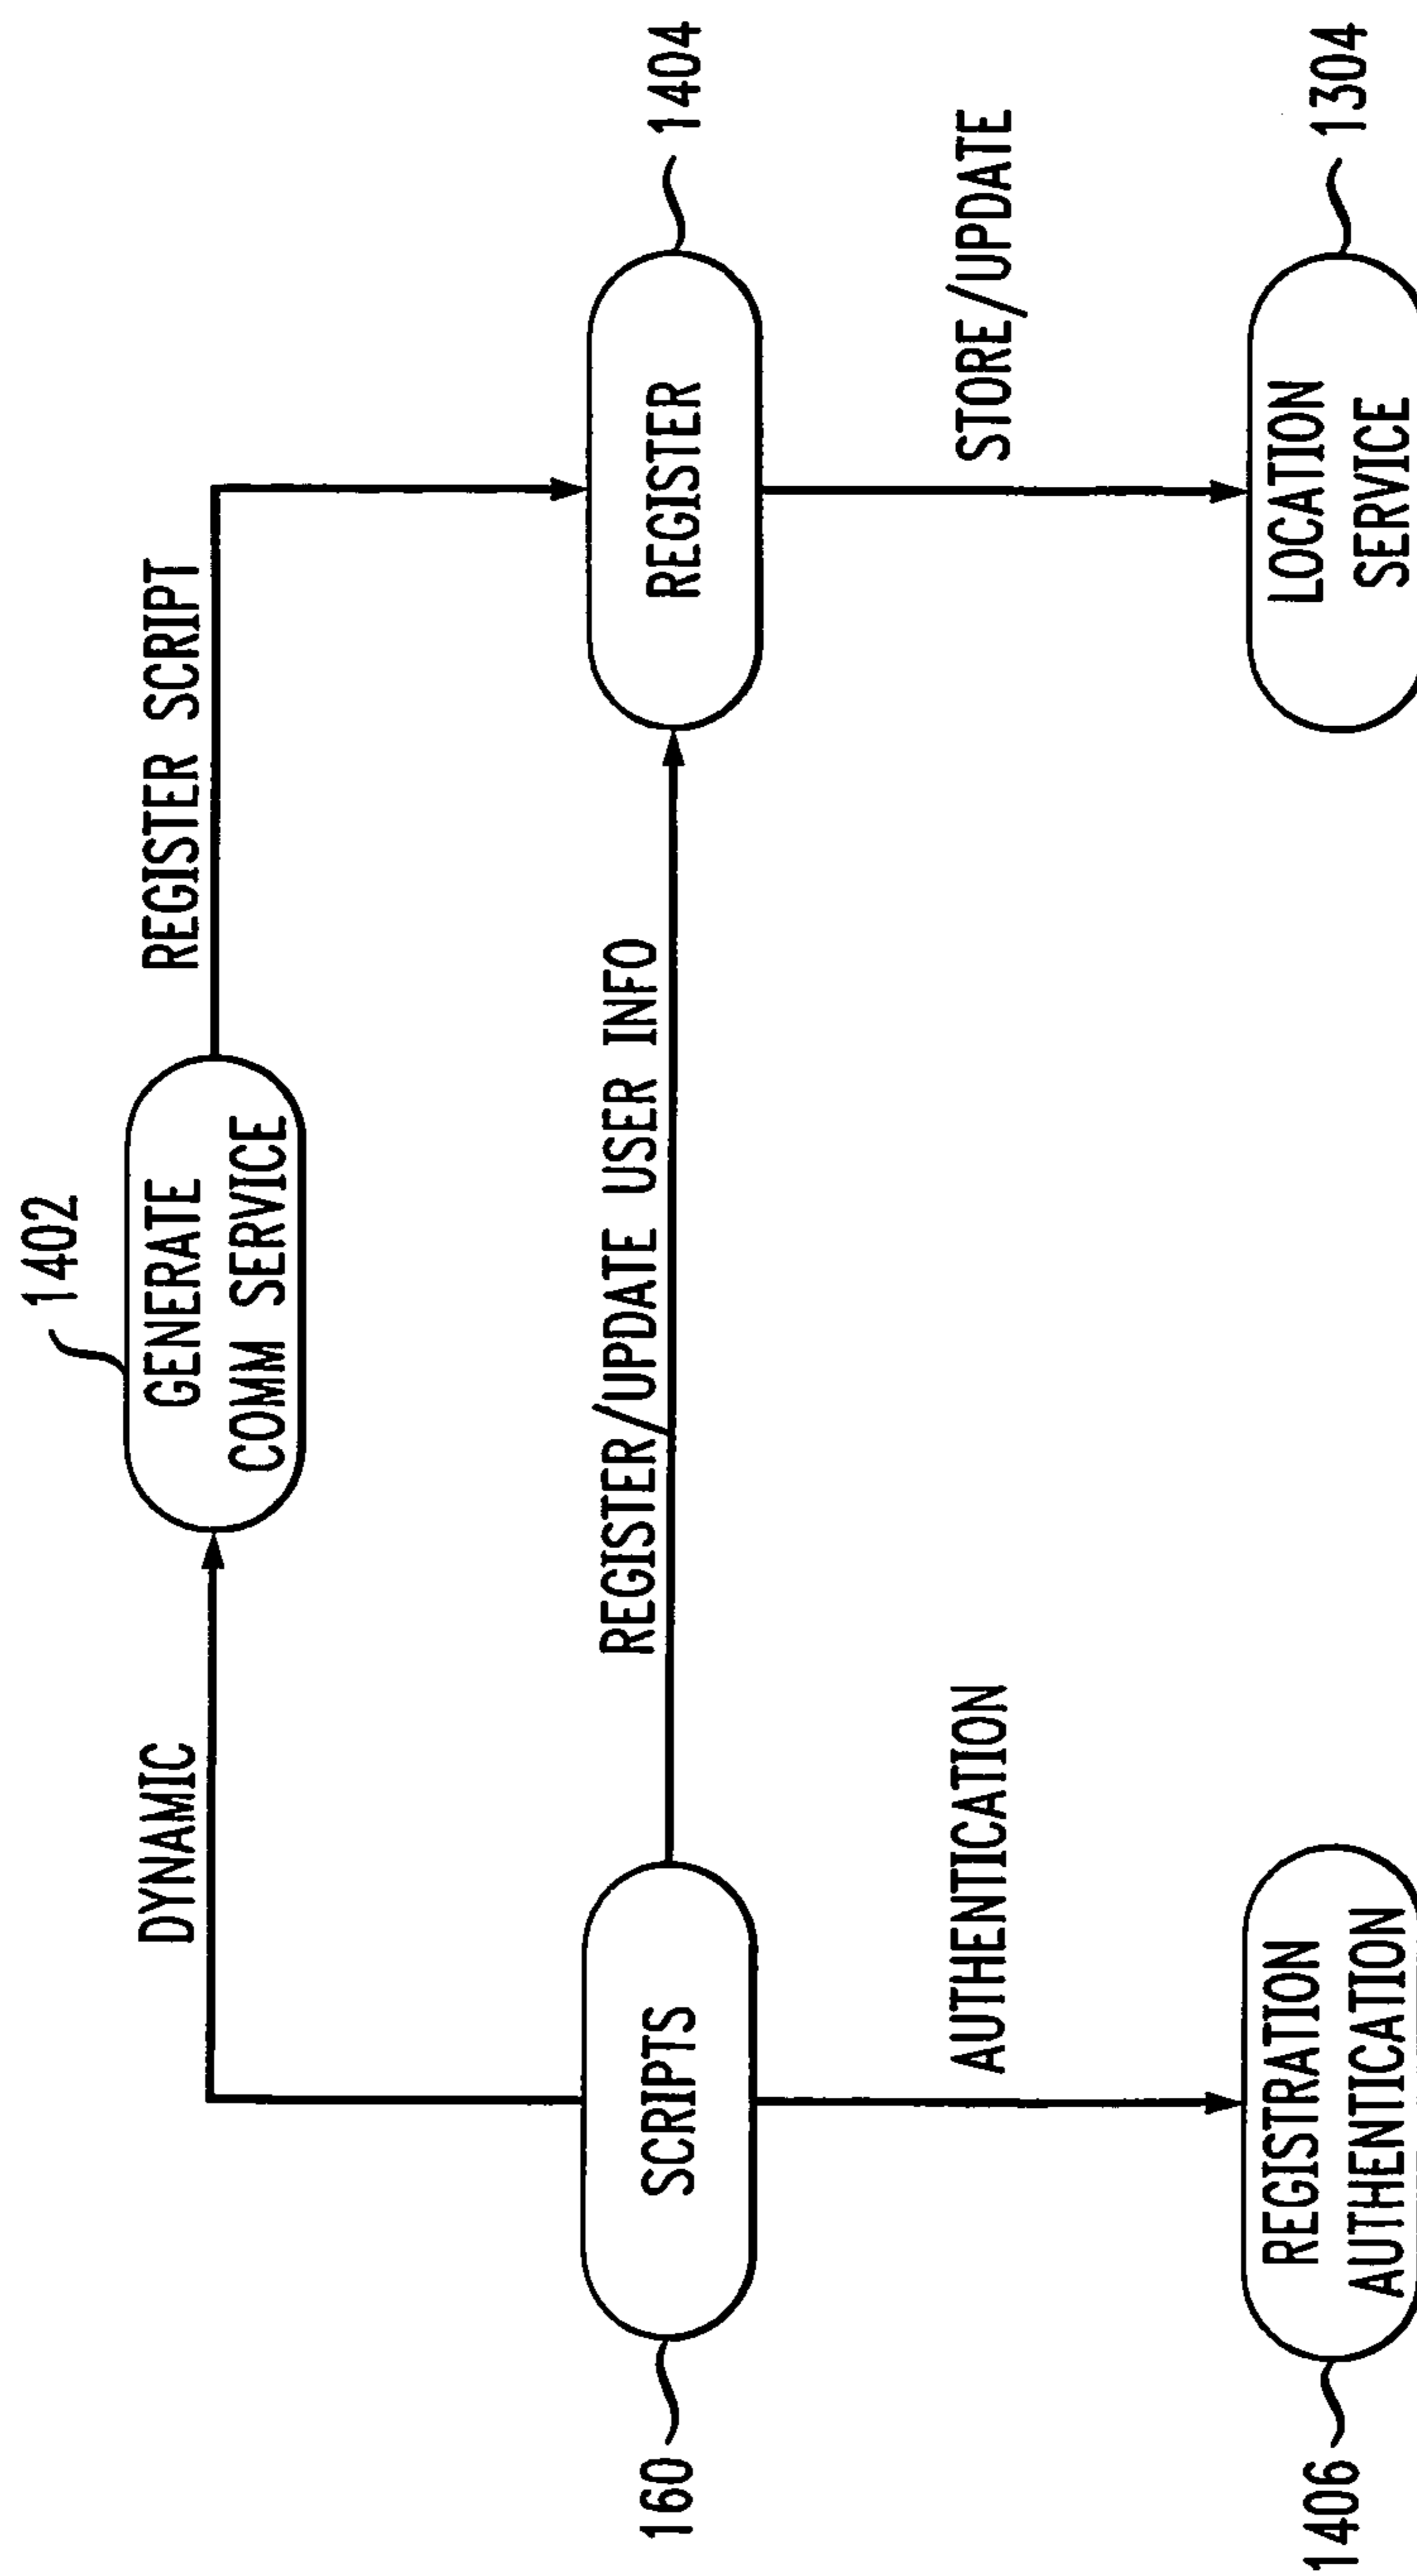 1402
DYNAMIC
GENERATE
COMM SERVICE
REGISTER SCRIPT
160
SCRIPTS
REGISTER/UPDATE USER INFO
REGISTER
1404
AUTHENTICATION
STORE/UPDATE
1406
REGISTRATION
AUTHENTICATION
LOCATION
SERVICE
1304